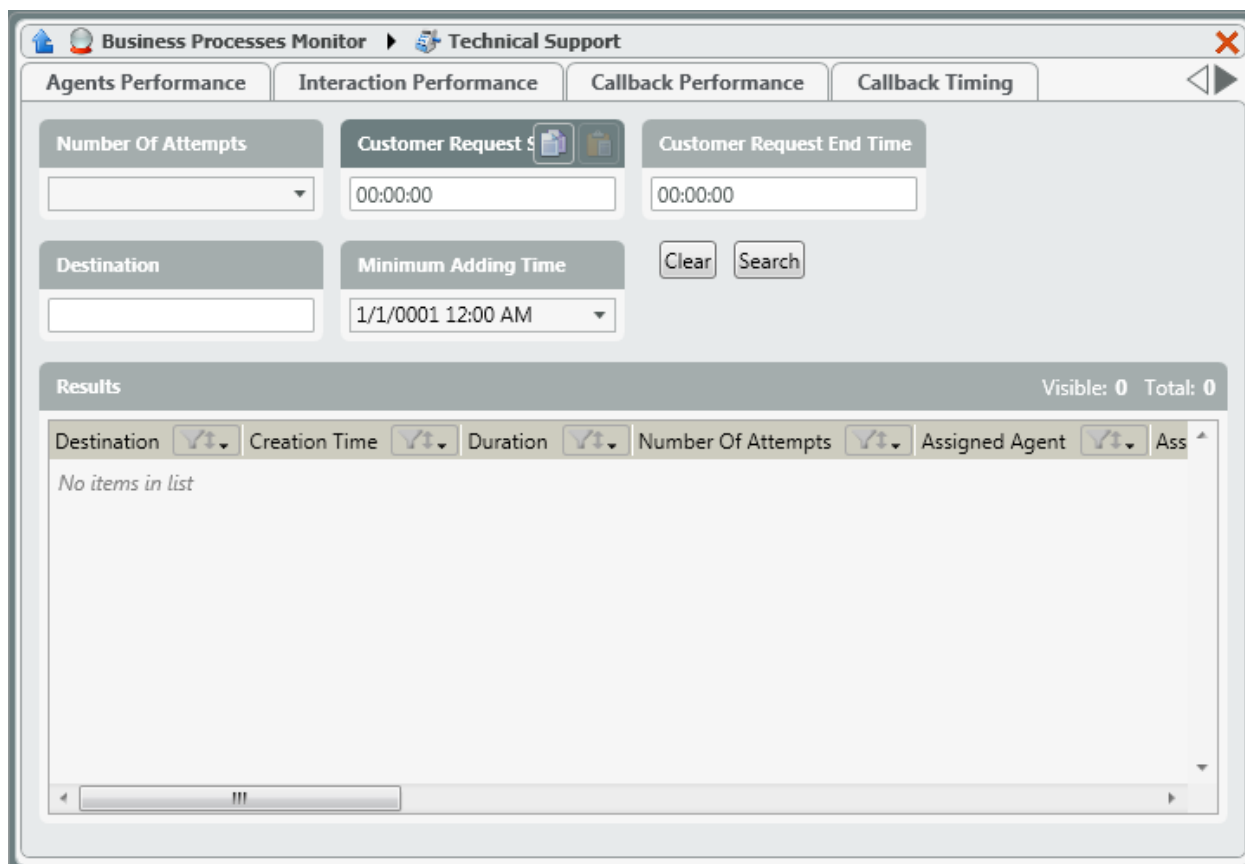 Business Processes Monitor Technical Support
Agents Performance Interaction Performance Callback Performance Callback Timing
Number Of Attempts Customer Request S Customer Request End Time
00:00:00 00:00:00
Destination Minimum Adding Time Clear Search
1/1/0001 12:00 AM
Results Visible: 0 Total: 0
Destination Creation Time Duration Number Of Attempts Assigned Agent Ass
No items in list